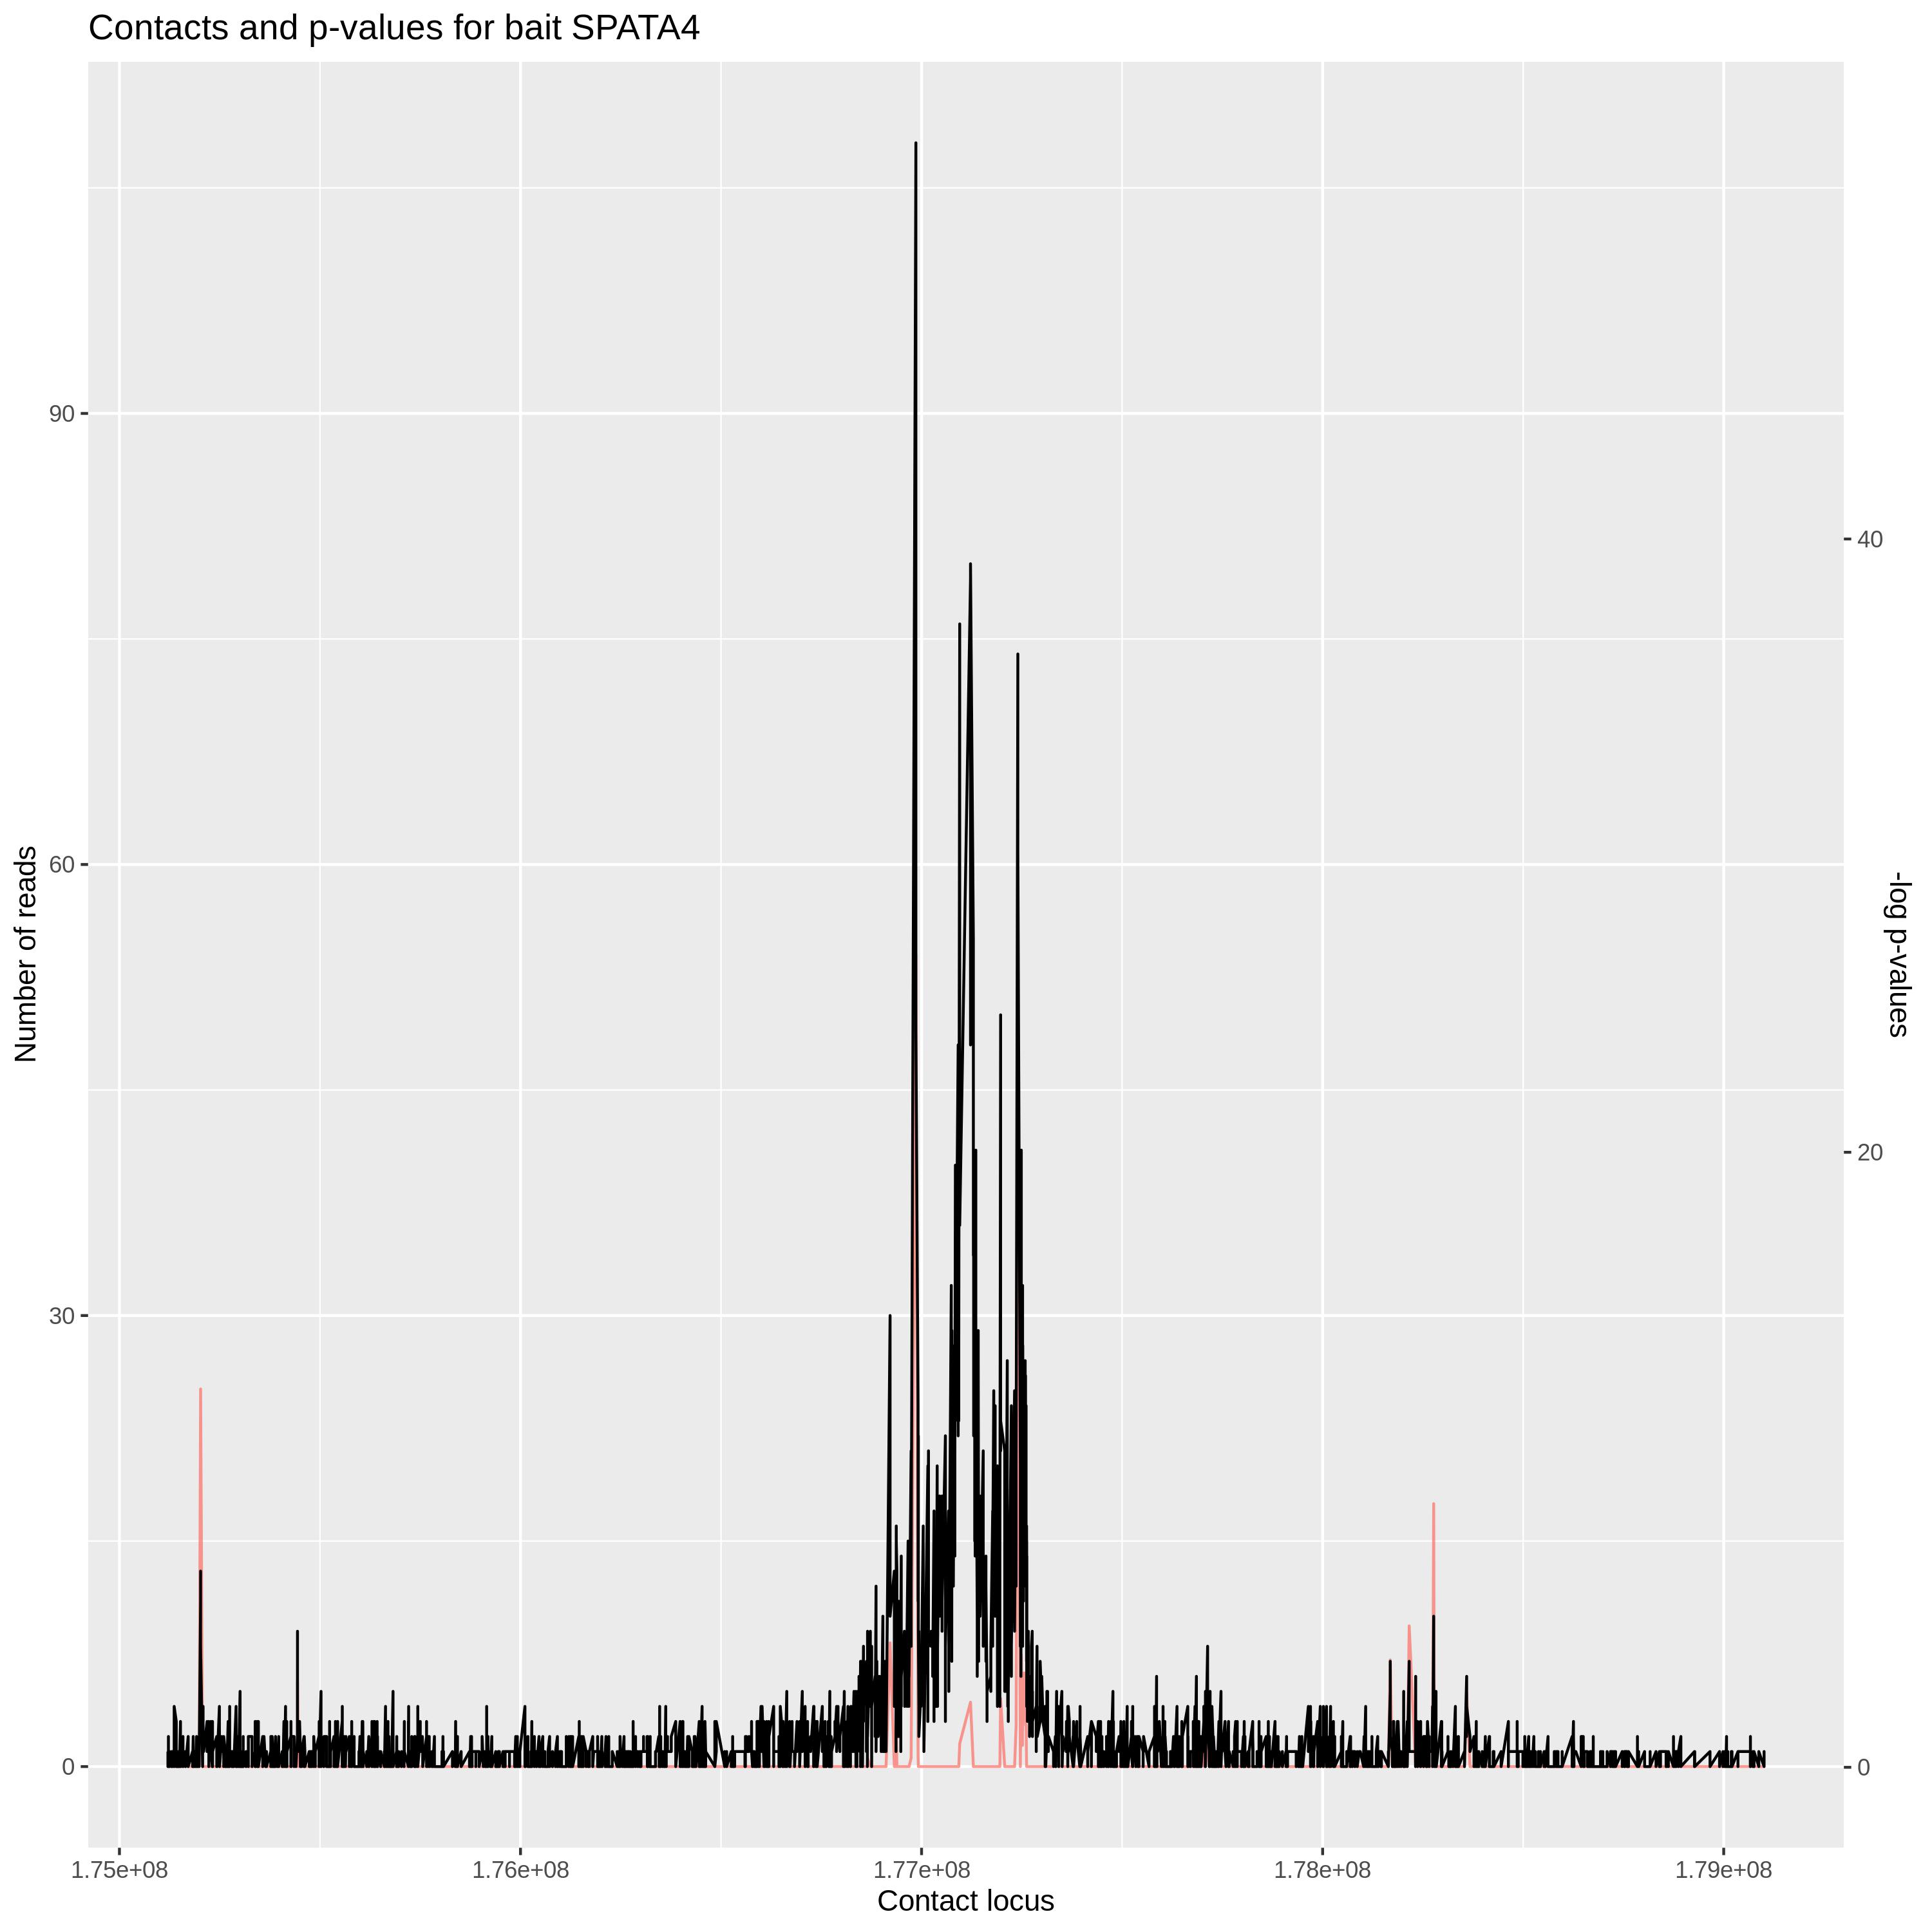 Contacts and p-values for bait SPATA4
90
60
30
0
Number of reads
40
20
0
-log p-values
1.75e+08
1.76e+08
1.77e+08
1.78e+08
1.79e+08
Contact locus